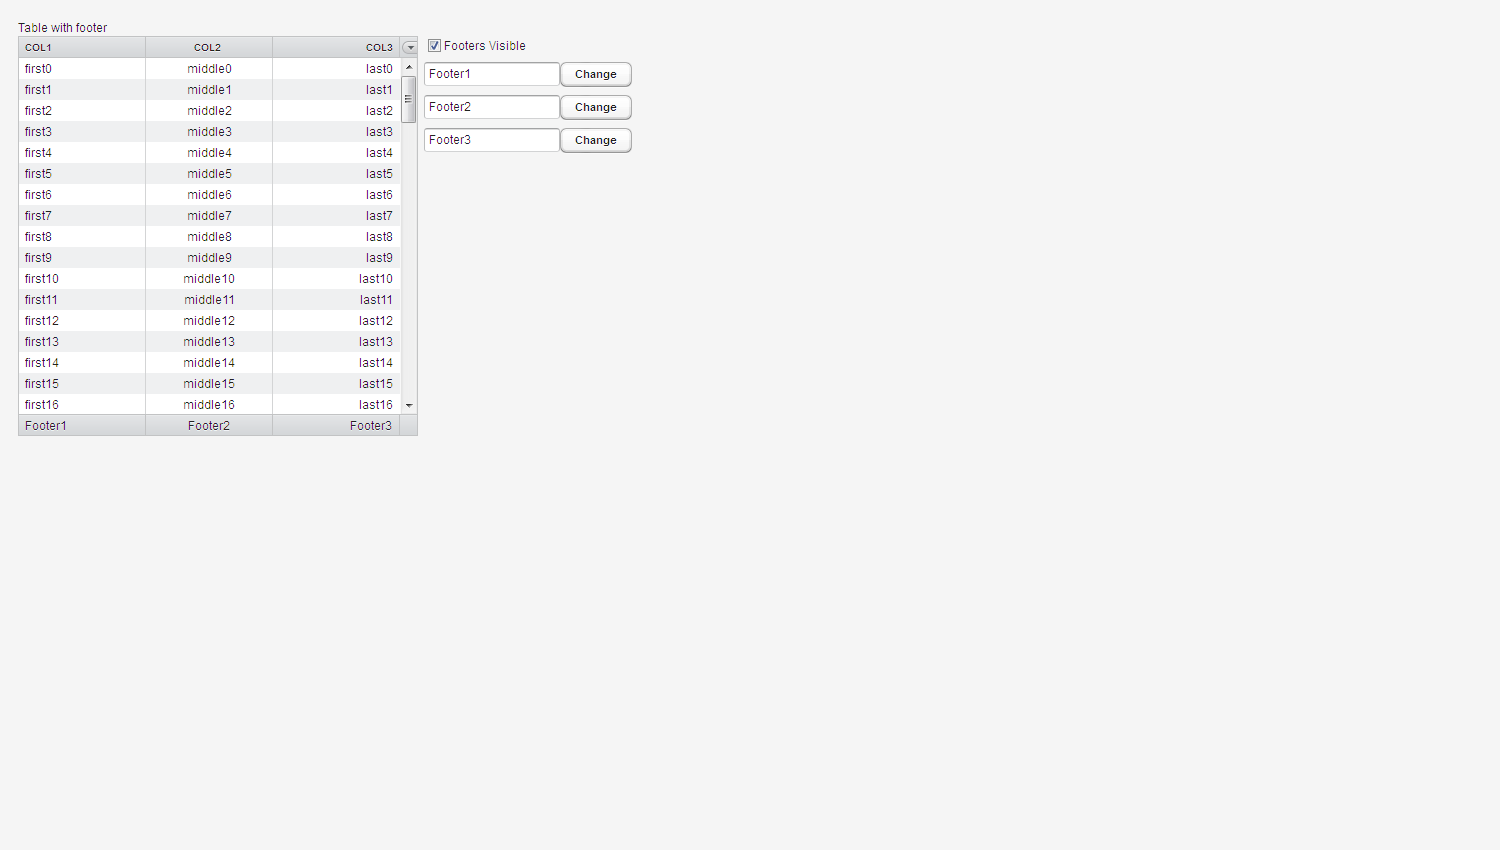 Table with footer
COL1 COL2 COL3
first0 middle0 last0
first1 middle1 last1
first2 middle2 last2
first3 middle3 last3
first4 middle4 last4
first5 middle5 last5
first6 middle6 last6
first7 middle7 last7
first8 middle8 last8
first9 middle9 last9
first10 middle10 last10
first11 middle11 last11
first12 middle12 last12
first13 middle13 last13
first14 middle14 last14
first15 middle15 last15
first16 middle16 last16
Footer1 Footer2 Footer3
Footers Visible
Footer1 Change
Footer2 Change
Footer3 Change